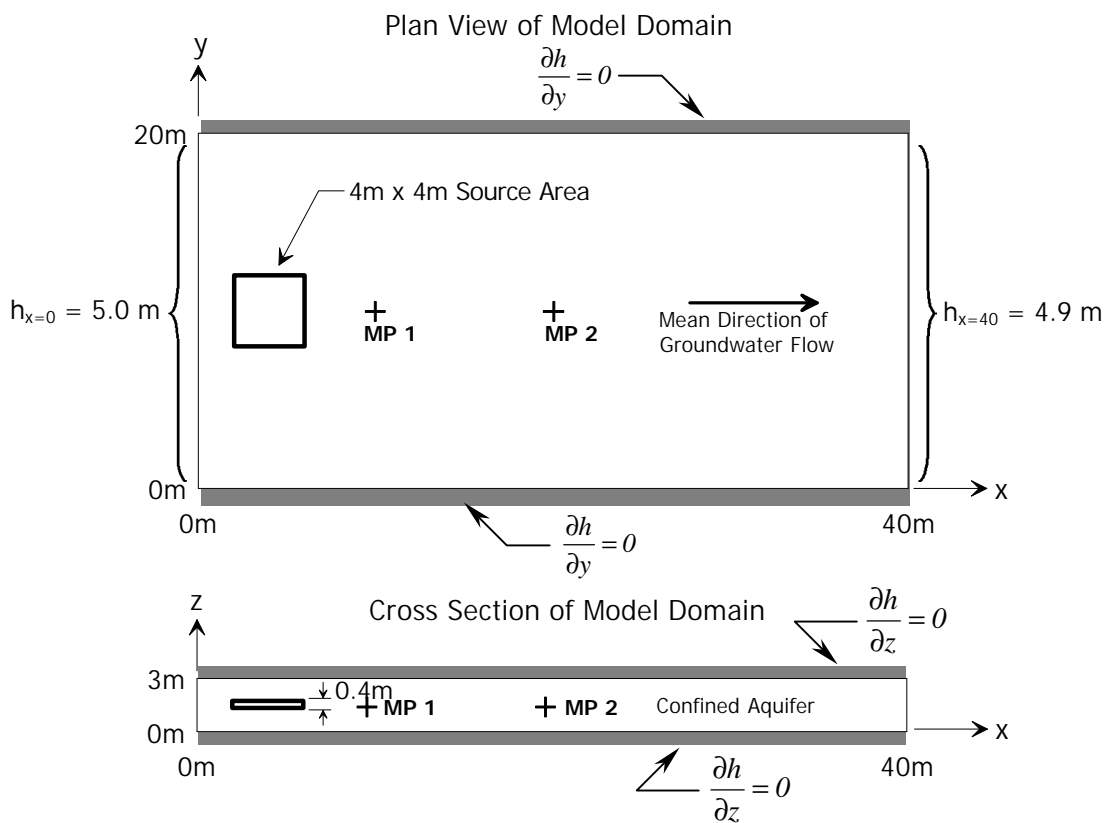 Plan View of Model Domain
y
∂h/∂y = 0
20m
4m x 4m Source Area
hₓ₌₀ = 5.0 m
MP 1
MP 2
Mean Direction of
Groundwater Flow
hₓ₌₄₀ = 4.9 m
0m
x
0m
40m
∂h/∂y = 0
z
Cross Section of Model Domain
∂h/∂z = 0
3m
0.4m
MP 1
MP 2
Confined Aquifer
0m
x
0m
40m
∂h/∂z = 0